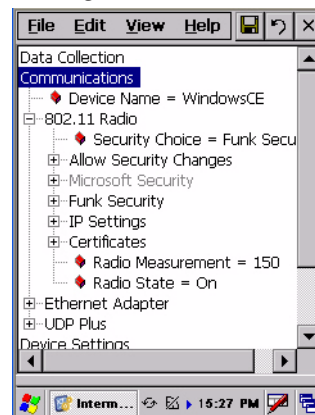 File Edit View Help
Data Collection
Communications
Device Name = WindowsCE
802.11 Radio
Security Choice = Funk Secu
Allow Security Changes
Microsoft Security
Funk Security
IP Settings
Certificates
Radio Measurement = 150
Radio State = On
Ethernet Adapter
UDP Plus
Device Settings
Interm... 15:27 PM